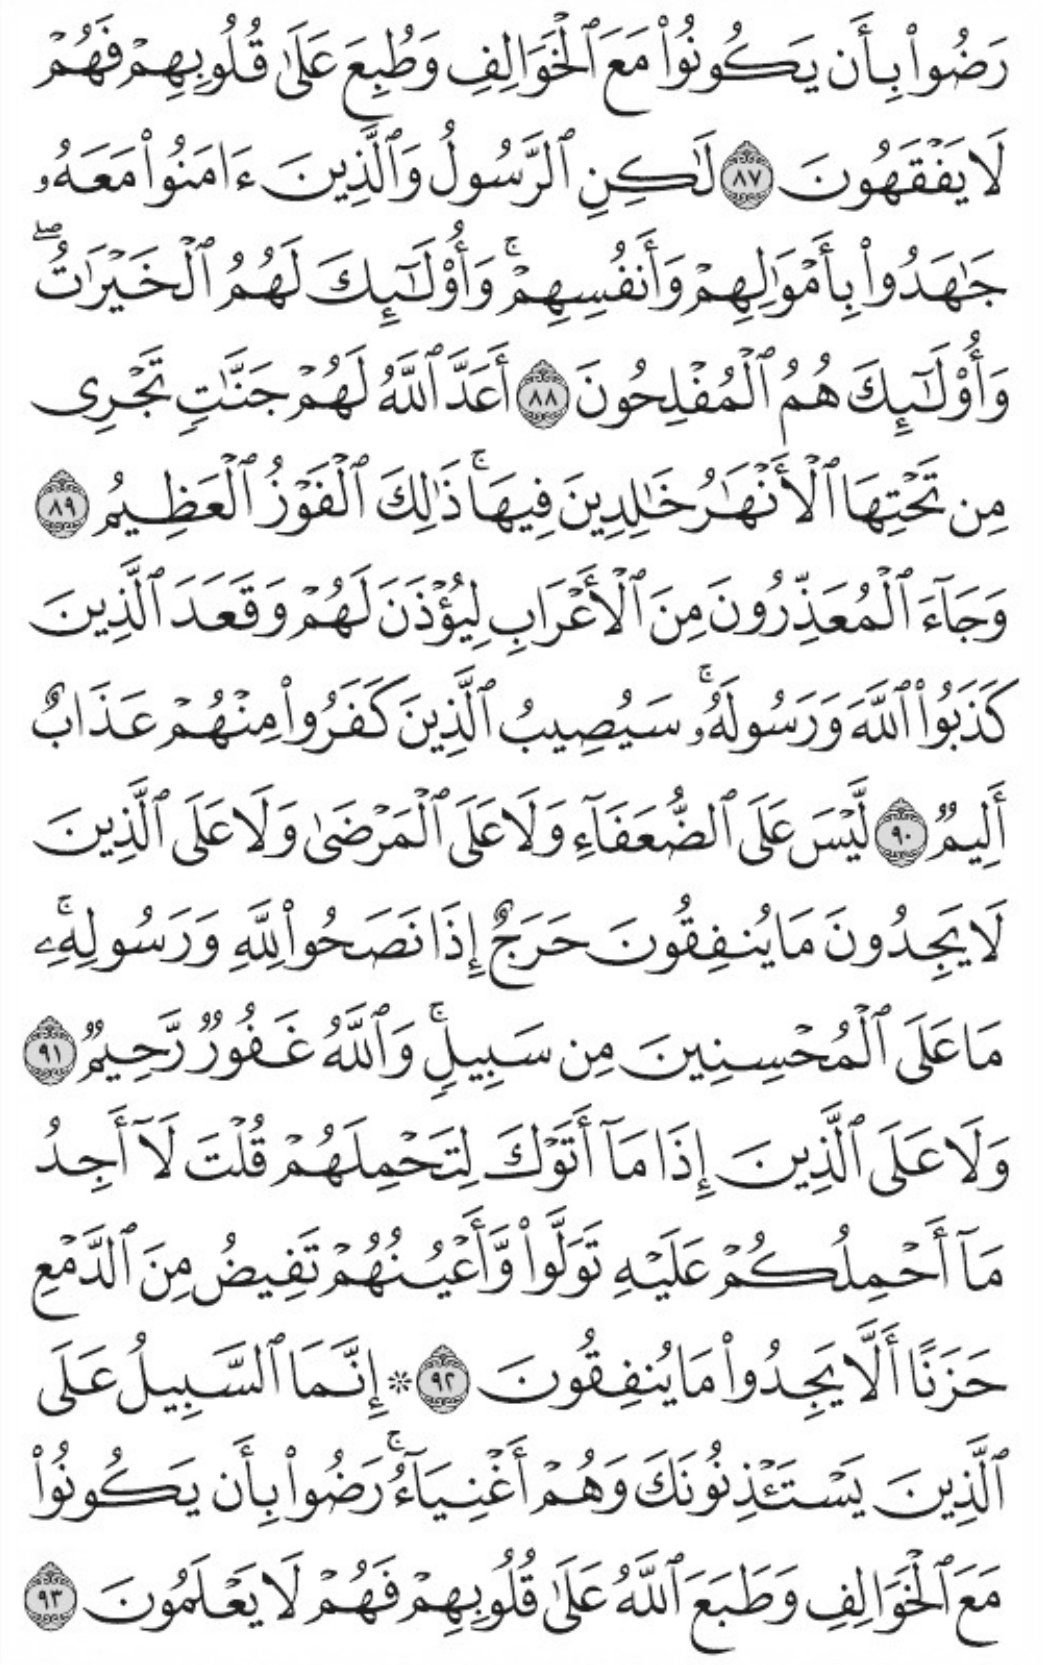 رَضُوا۟ بِأَن يَكُونُوا۟ مَعَ ٱلْخَوَالِفِ وَطُبِعَ عَلَىٰ قُلُوبِهِمْ فَهُمْ
لَا يَفْقَهُونَ ٨٧ لَٰكِنِ ٱلرَّسُولُ وَٱلَّذِينَ ءَامَنُوا۟ مَعَهُۥ
جَٰهَدُوا۟ بِأَمْوَٰلِهِمْ وَأَنفُسِهِمْ ۚ وَأُو۟لَٰٓئِكَ لَهُمُ ٱلْخَيْرَٰتُ ۖ
وَأُو۟لَٰٓئِكَ هُمُ ٱلْمُفْلِحُونَ ٨٨ أَعَدَّ ٱللَّهُ لَهُمْ جَنَّٰتٍ تَجْرِى
مِن تَحْتِهَا ٱلْأَنْهَٰرُ خَٰلِدِينَ فِيهَا ۚ ذَٰلِكَ ٱلْفَوْزُ ٱلْعَظِيمُ ٨٩
وَجَآءَ ٱلْمُعَذِّرُونَ مِنَ ٱلْأَعْرَابِ لِيُؤْذَنَ لَهُمْ وَقَعَدَ ٱلَّذِينَ
كَذَبُوا۟ ٱللَّهَ وَرَسُولَهُۥ ۚ سَيُصِيبُ ٱلَّذِينَ كَفَرُوا۟ مِنْهُمْ عَذَابٌ
أَلِيمٌ ٩٠ لَّيْسَ عَلَى ٱلضُّعَفَآءِ وَلَا عَلَى ٱلْمَرْضَىٰ وَلَا عَلَى ٱلَّذِينَ
لَا يَجِدُونَ مَا يُنفِقُونَ حَرَجٌ إِذَا نَصَحُوا۟ لِلَّهِ وَرَسُولِهِۦ ۚ
مَا عَلَى ٱلْمُحْسِنِينَ مِن سَبِيلٍ ۚ وَٱللَّهُ غَفُورٌ رَّحِيمٌ ٩١
وَلَا عَلَى ٱلَّذِينَ إِذَا مَآ أَتَوْكَ لِتَحْمِلَهُمْ قُلْتَ لَآ أَجِدُ
مَآ أَحْمِلُكُمْ عَلَيْهِ تَوَلَّوا۟ وَّأَعْيُنُهُمْ تَفِيضُ مِنَ ٱلدَّمْعِ
حَزَنًا أَلَّا يَجِدُوا۟ مَا يُنفِقُونَ ٩٢ ۞ إِنَّمَا ٱلسَّبِيلُ عَلَى
ٱلَّذِينَ يَسْتَـْٔذِنُونَكَ وَهُمْ أَغْنِيَآءُ ۚ رَضُوا۟ بِأَن يَكُونُوا۟
مَعَ ٱلْخَوَالِفِ وَطَبَعَ ٱللَّهُ عَلَىٰ قُلُوبِهِمْ فَهُمْ لَا يَعْلَمُونَ ٩٣